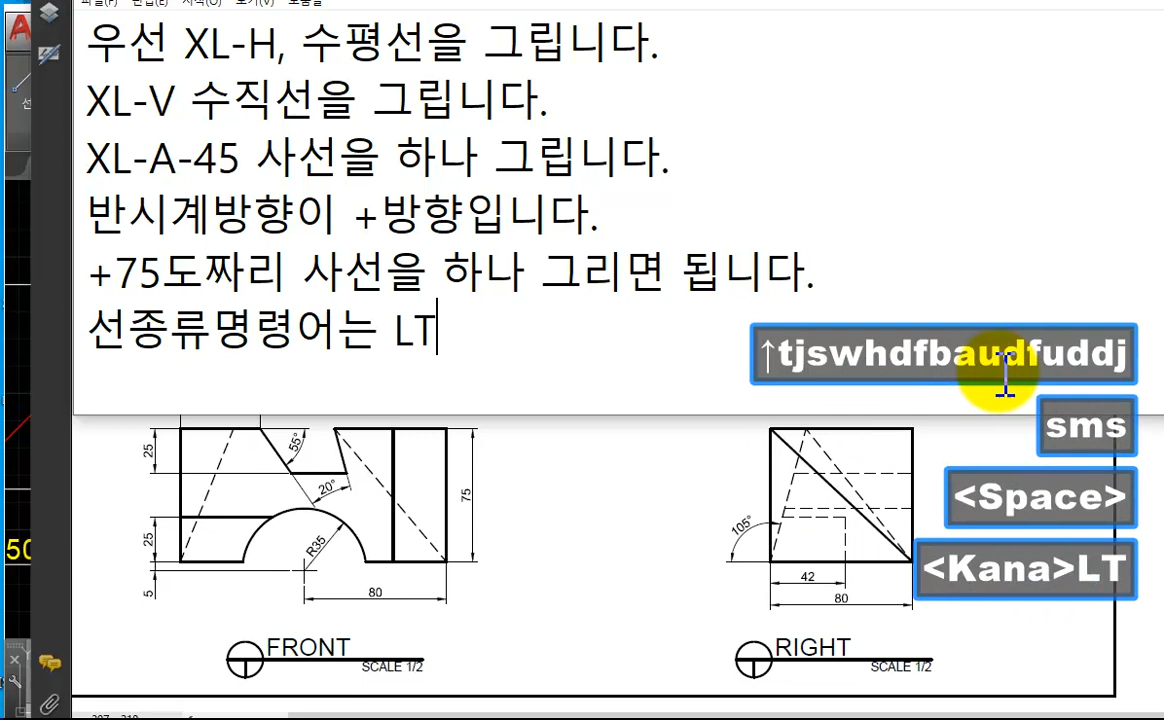 우선 XL-H, 수평선을 그립니다.
XL-V 수직선을 그립니다.
XL-A-45 사선을 하나 그립니다.
반시계방향이 +방향입니다.
+75도짜리 사선을 하나 그리면 됩니다.
선종류명령어는 LT
↑tjswhdfbaudfuddj
sms
<Space>
<Kana>LT
25
55°
20°
75
25
R35
5
80
105°
42
80
50
FRONT
SCALE 1/2
RIGHT
SCALE 1/2